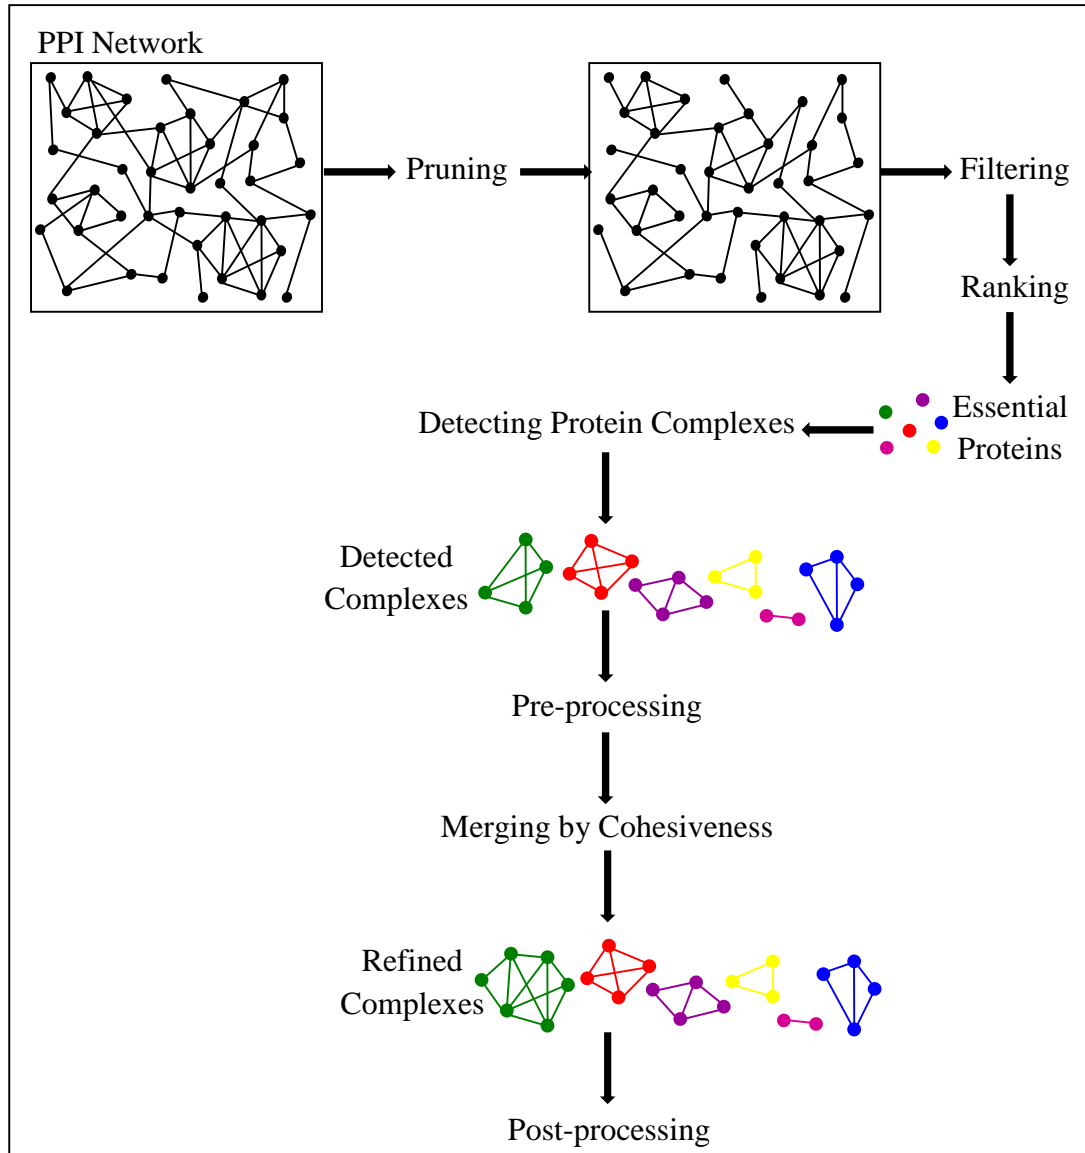 PPI Network
Pruning
Filtering
Ranking
Essential
Proteins
Detecting Protein Complexes
Detected
Complexes
Pre-processing
Merging by Cohesiveness
Refined
Complexes
Post-processing